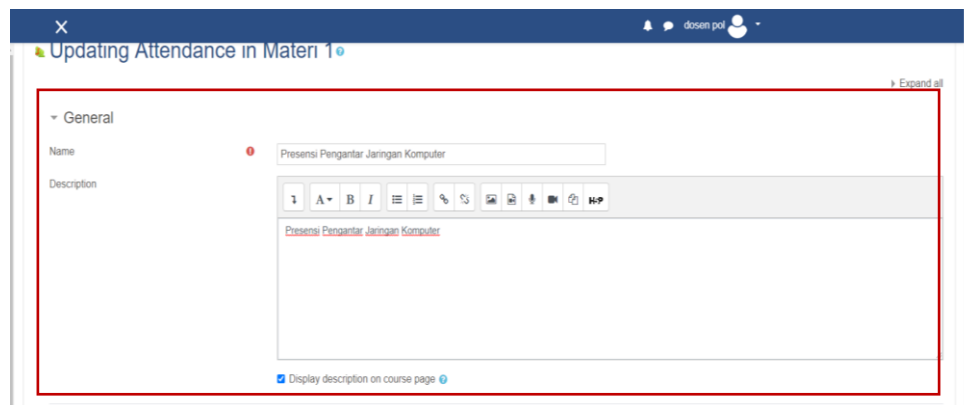 dosen pol
Updating Attendance in Materi 1
Expand all
General
Name
Presensi Pengantar Jaringan Komputer
Description
A B I H-P
Presensi Pengantar Jaringan Komputer
Display description on course page